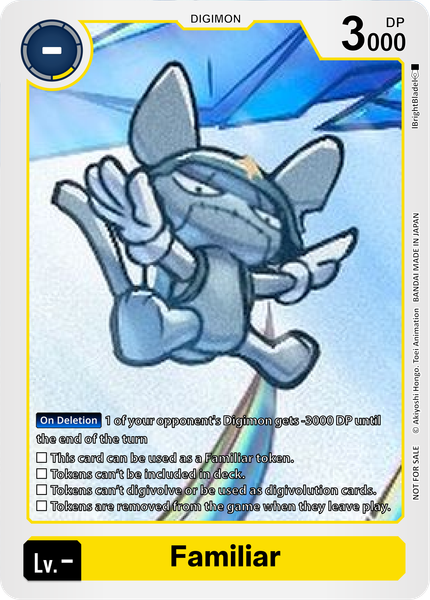 DIGIMON
-
3000
DP
On Deletion 1 of your opponent's Digimon gets -3000 DP until
the end of the turn
☐ This card can be used as a Familiar token.
☐ Tokens can't be included in deck.
☐ Tokens can't digivolve or be used as digivolution cards.
☐ Tokens are removed from the game when they leave play.
Lv.-
Familiar
NOT FOR SALE © Akiyoshi Hongo, Toei Animation BANDAI MADE IN JAPAN